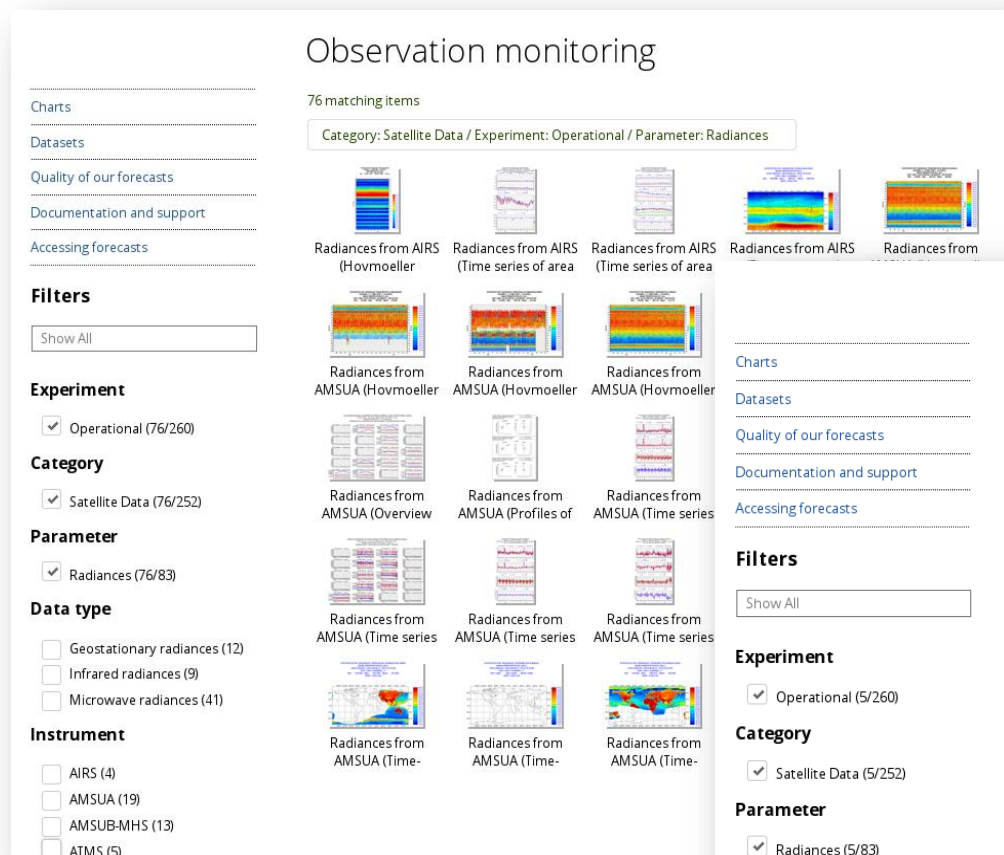 Observation monitoring
Charts
Datasets
Quality of our forecasts
Documentation and support
Accessing forecasts
Filters
Show All
Experiment
Operational (76/260)
Category
Satellite Data (76/252)
Parameter
Radiances (76/83)
Data type
Geostationary radiances (12)
Infrared radiances (9)
Microwave radiances (41)
Instrument
AIRS (4)
AMSUA (19)
AMSUB-MHS (13)
ATMS (5)
76 matching items
Category: Satellite Data / Experiment: Operational / Parameter: Radiances
Radiances from AIRS
(Hovmoeller
Radiances from AIRS
(Time series of area
Radiances from AIRS
(Time series of area
Radiances from AIRS
Radiances from
Radiances from
AMSUA (Hovmoeller
Radiances from
AMSUA (Hovmoeller
Radiances from
AMSUA (Hovmoeller
Radiances from
AMSUA (Overview
Radiances from
AMSUA (Profiles of
Radiances from
AMSUA (Time series
Radiances from
AMSUA (Time series
Radiances from
AMSUA (Time series
Radiances from
AMSUA (Time series
Radiances from
AMSUA (Time-
Radiances from
AMSUA (Time-
Radiances from
AMSUA (Time-
Charts
Datasets
Quality of our forecasts
Documentation and support
Accessing forecasts
Filters
Show All
Experiment
Operational (5/260)
Category
Satellite Data (5/252)
Parameter
Radiances (5/83)